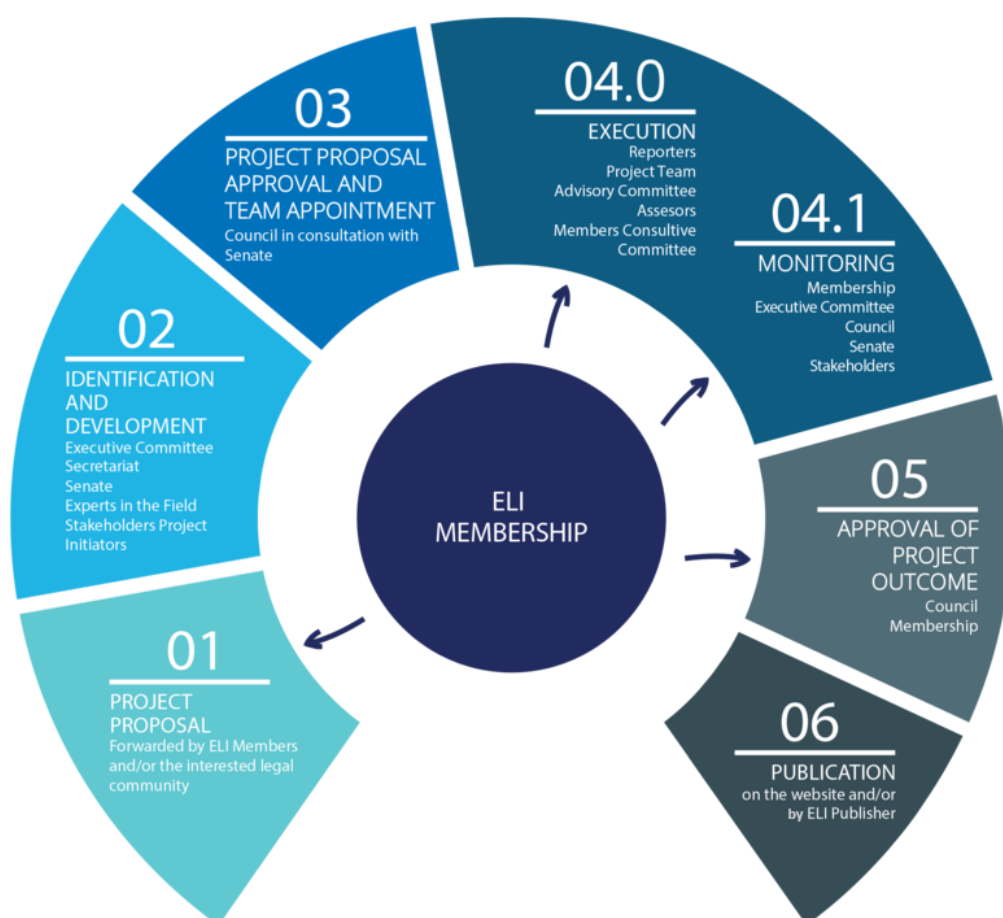 01
PROJECT
PROPOSAL
Forwarded by ELI Members
and/or the interested legal
community
02
IDENTIFICATION
AND
DEVELOPMENT
Executive Committee
Secretariat
Senate
Experts in the Field
Stakeholders Project
Initiators
03
PROJECT PROPOSAL
APPROVAL AND
TEAM APPOINTMENT
Council in consultation with
Senate
04.0
EXECUTION
Reporters
Project Team
Advisory Committee
Assesors
Members Consultive
Committee
04.1
MONITORING
Membership
Executive Committee
Council
Senate
Stakeholders
05
APPROVAL OF
PROJECT
OUTCOME
Council
Membership
06
PUBLICATION
on the website and/or
by ELI Publisher
ELI
MEMBERSHIP